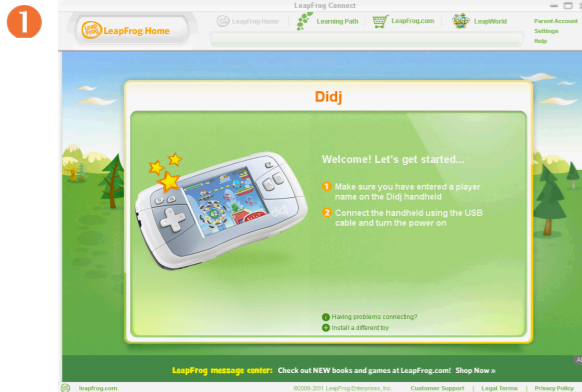 1
LeapFrog Connect
LeapFrog Home
LeapFrog Home
Learning Path
LeapFrog.com
LeapWorld
Parent Account
Settings
Help
Didj
Welcome! Let's get started...
1 Make sure you have entered a player
name on the Didj handheld
2 Connect the handheld using the USB
cable and turn the power on
Having problems connecting?
Install a different toy
LeapFrog message center: Check out NEW books and games at LeapFrog.com! Shop Now »
leapfrog.com
©2008-2011 LeapFrog Enterprises, Inc.
Customer Support | Legal Terms | Privacy Policy